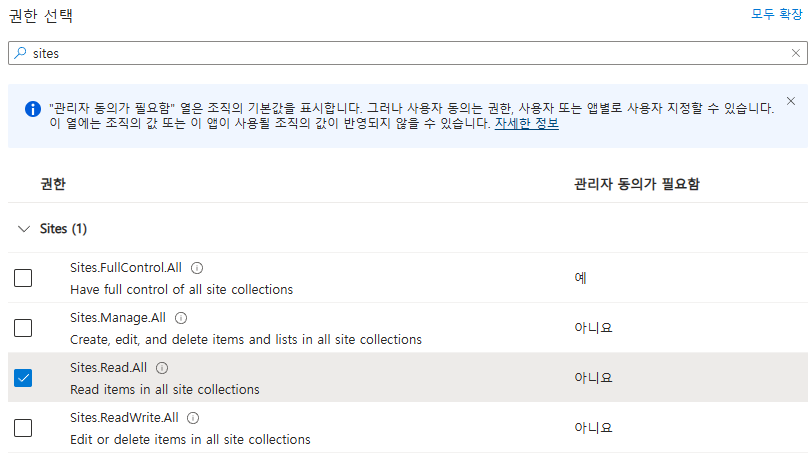 권한 선택
모두 확장
sites
"관리자 동의가 필요함" 열은 조직의 기본값을 표시합니다. 그러나 사용자 동의는 권한, 사용자 또는 앱별로 사용자 지정할 수 있습니다.
이 열에는 조직의 값 또는 이 앱이 사용될 조직의 값이 반영되지 않을 수 있습니다. 자세한 정보
권한
관리자 동의가 필요함
Sites (1)
Sites.FullControl.All
Have full control of all site collections
예
Sites.Manage.All
Create, edit, and delete items and lists in all site collections
아니요
Sites.Read.All
Read items in all site collections
아니요
Sites.ReadWrite.All
Edit or delete items in all site collections
아니요